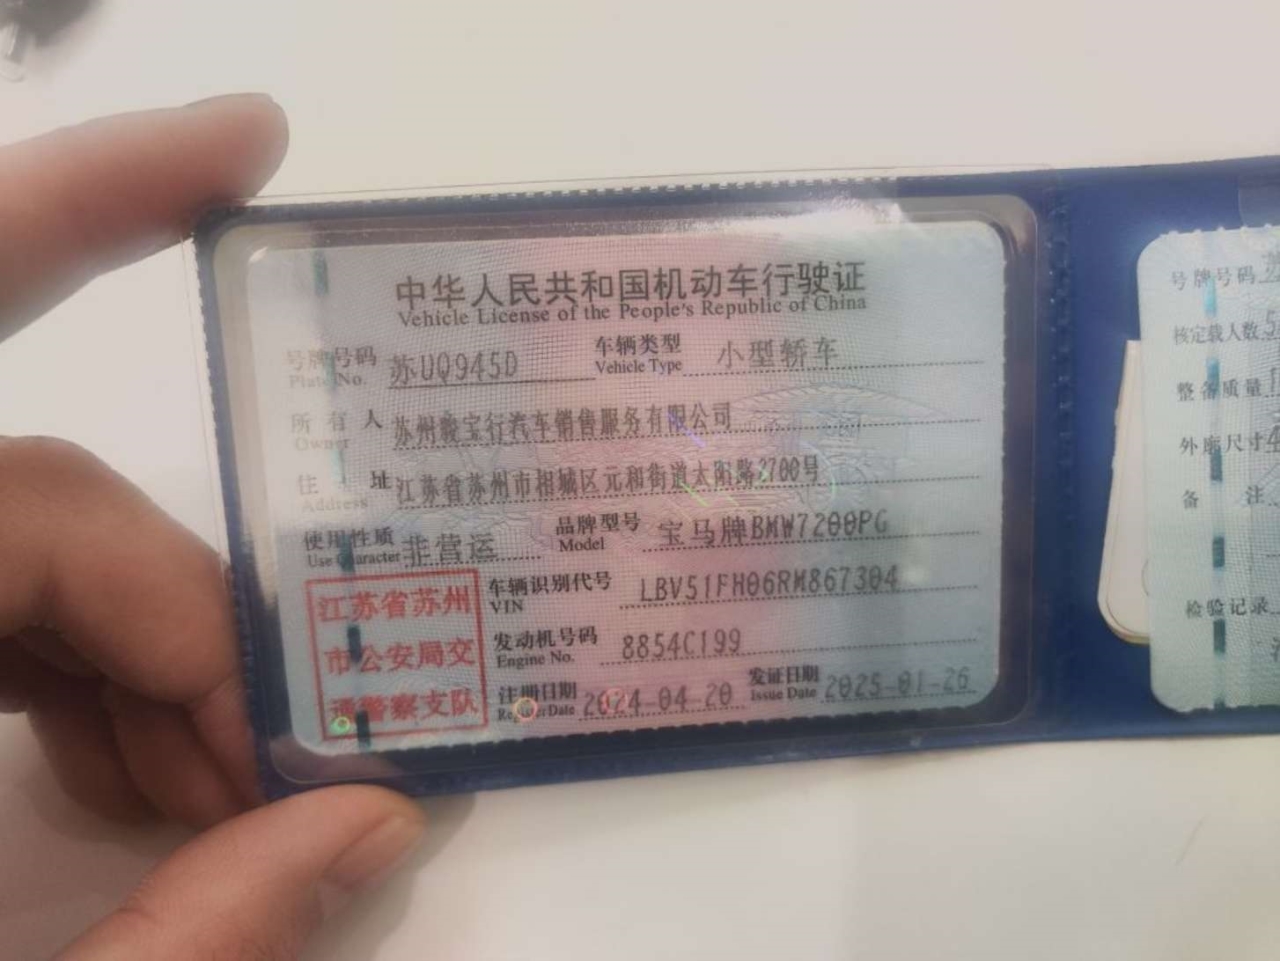 中华人民共和国机动车行驶证
Vehicle License of the People's Republic of China
号牌号码 苏UQ945D 车辆类型 小型轿车
Plate No. Vehicle Type
所有人 苏州骏宝行汽车销售服务有限公司
Owner
住址 江苏省苏州市相城区元和街道太阳路2700号
Address
使用性质 非营运 品牌型号 宝马牌BMW7200PG
Use Character Model
江苏省苏州
市公安局交
通警察支队
车辆识别代号 LBV51FH06RM867304
VIN
发动机号码 8854C199
Engine No.
注册日期 2024-04-20 发证日期 2025-01-26
Register Date Issue Date
号牌号码
核定载人数 5
整备质量
外廓尺寸
备注
检验记录